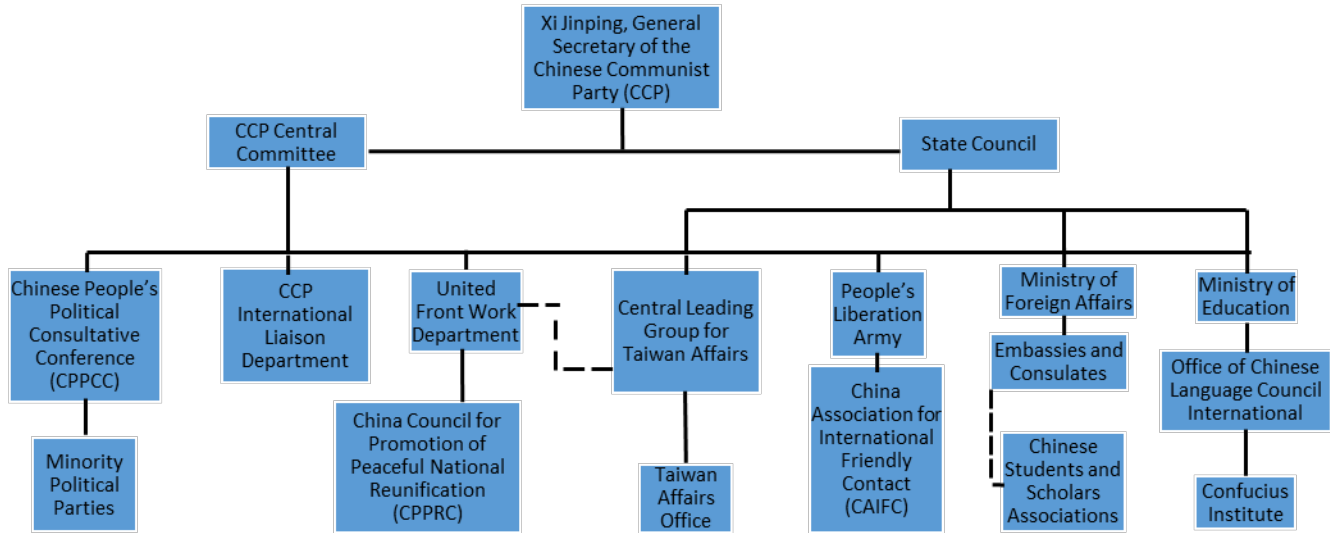 Xi Jinping, General
Secretary of the
Chinese Communist
Party (CCP)
CCP Central
Committee
State Council
Chinese People's
Political
Consultative
Conference
(CPPCC)
CCP
International
Liaison
Department
United
Front Work
Department
Central Leading
Group for
Taiwan Affairs
People's
Liberation
Army
Ministry of
Foreign Affairs
Ministry of
Education
Embassies and
Consulates
Office of Chinese
Language Council
International
China Council for
Promotion of
Peaceful National
Reunification
(CPPRC)
China
Association for
International
Friendly
Contact
(CAIFC)
Minority
Political
Parties
Taiwan
Affairs
Office
Chinese
Students and
Scholars
Associations
Confucius
Institute